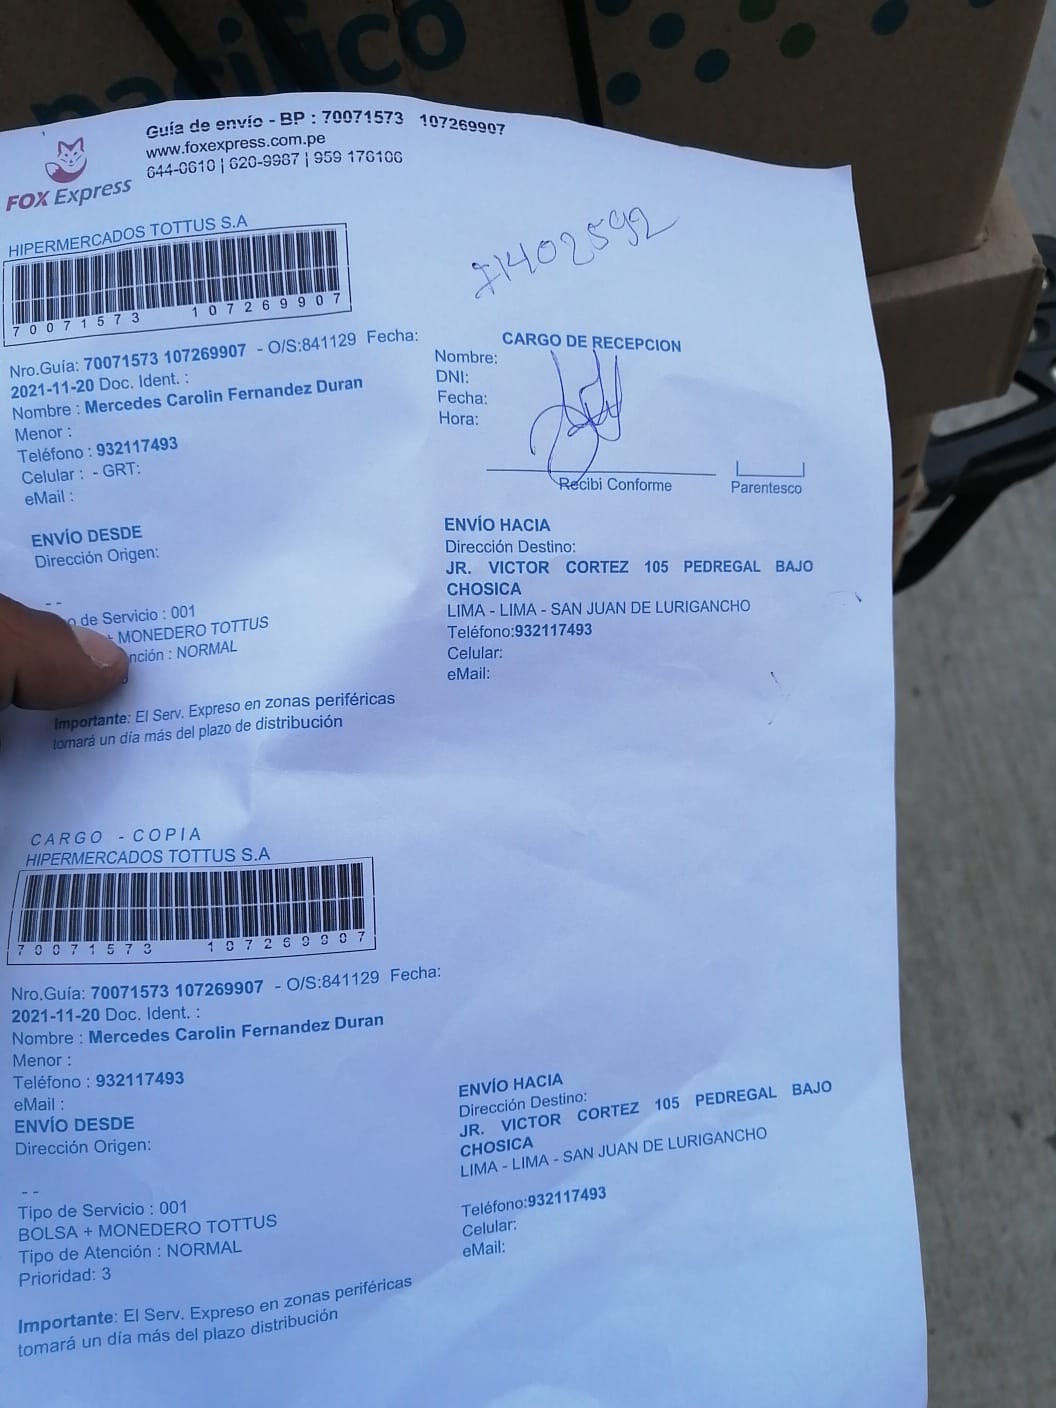 pacífico
Guía de envío - BP : 70071573 107269907
www.foxexpress.com.pe
644-0610 | 620-9987 | 959 176106
FOX Express
HIPERMERCADOS TOTTUS S.A
70071573 107269907
71402592
Nro.Guía: 70071573 107269907 - O/S:841129 Fecha:
2021-11-20 Doc. Ident. :
Nombre : Mercedes Carolin Fernandez Duran
Menor :
Teléfono : 932117493
Celular : - GRT:
eMail :
CARGO DE RECEPCION
Nombre:
DNI:
Fecha:
Hora:
Recibi Conforme
Parentesco
ENVÍO DESDE
Dirección Origen:
- -
de Servicio : 001
+ MONEDERO TOTTUS
nción : NORMAL
Importante: El Serv. Expreso en zonas periféricas
tomará un día más del plazo de distribución
ENVÍO HACIA
Dirección Destino:
JR. VICTOR CORTEZ 105 PEDREGAL BAJO
CHOSICA
LIMA - LIMA - SAN JUAN DE LURIGANCHO
Teléfono:932117493
Celular:
eMail:
CARGO - COPIA
HIPERMERCADOS TOTTUS S.A
70071573 107269907
Nro.Guía: 70071573 107269907 - O/S:841129 Fecha:
2021-11-20 Doc. Ident. :
Nombre : Mercedes Carolin Fernandez Duran
Menor :
Teléfono : 932117493
eMail :
ENVÍO DESDE
Dirección Origen:
- -
Tipo de Servicio : 001
BOLSA + MONEDERO TOTTUS
Tipo de Atención : NORMAL
Prioridad: 3
Importante: El Serv. Expreso en zonas periféricas
tomará un día más del plazo distribución
ENVÍO HACIA
Dirección Destino:
JR. VICTOR CORTEZ 105 PEDREGAL BAJO
CHOSICA
LIMA - LIMA - SAN JUAN DE LURIGANCHO
Teléfono:932117493
Celular:
eMail: